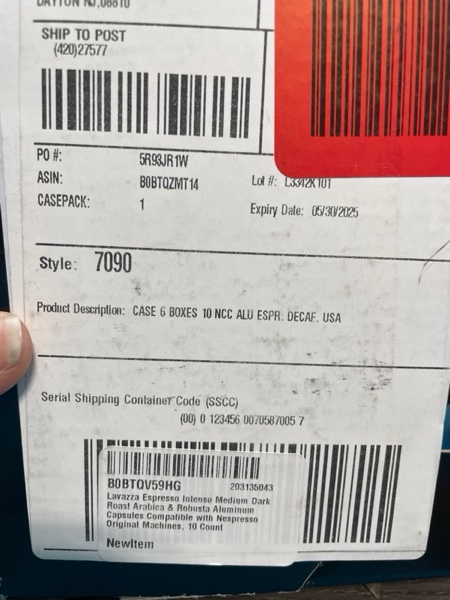 DAYTON NJ, 08810
SHIP TO POST
(420)27577
PO #: 5R93JR1W
ASIN: B0BTQZMT14
Lot #: L3342K101
CASEPACK: 1
Expiry Date: 05/30/2025
Style: 7090
Product Description: CASE 6 BOXES 10 NCC ALU ESPR. DECAF. USA
Serial Shipping Container Code (SSCC)
(00) 0 123456 0070587005 7
B0BTQV59HG 203135043
Lavazza Espresso Intenso Medium Dark
Roast Arabica & Robusta Aluminum
Capsules Compatible with Nespresso
Original Machines, 10 Count
NewItem